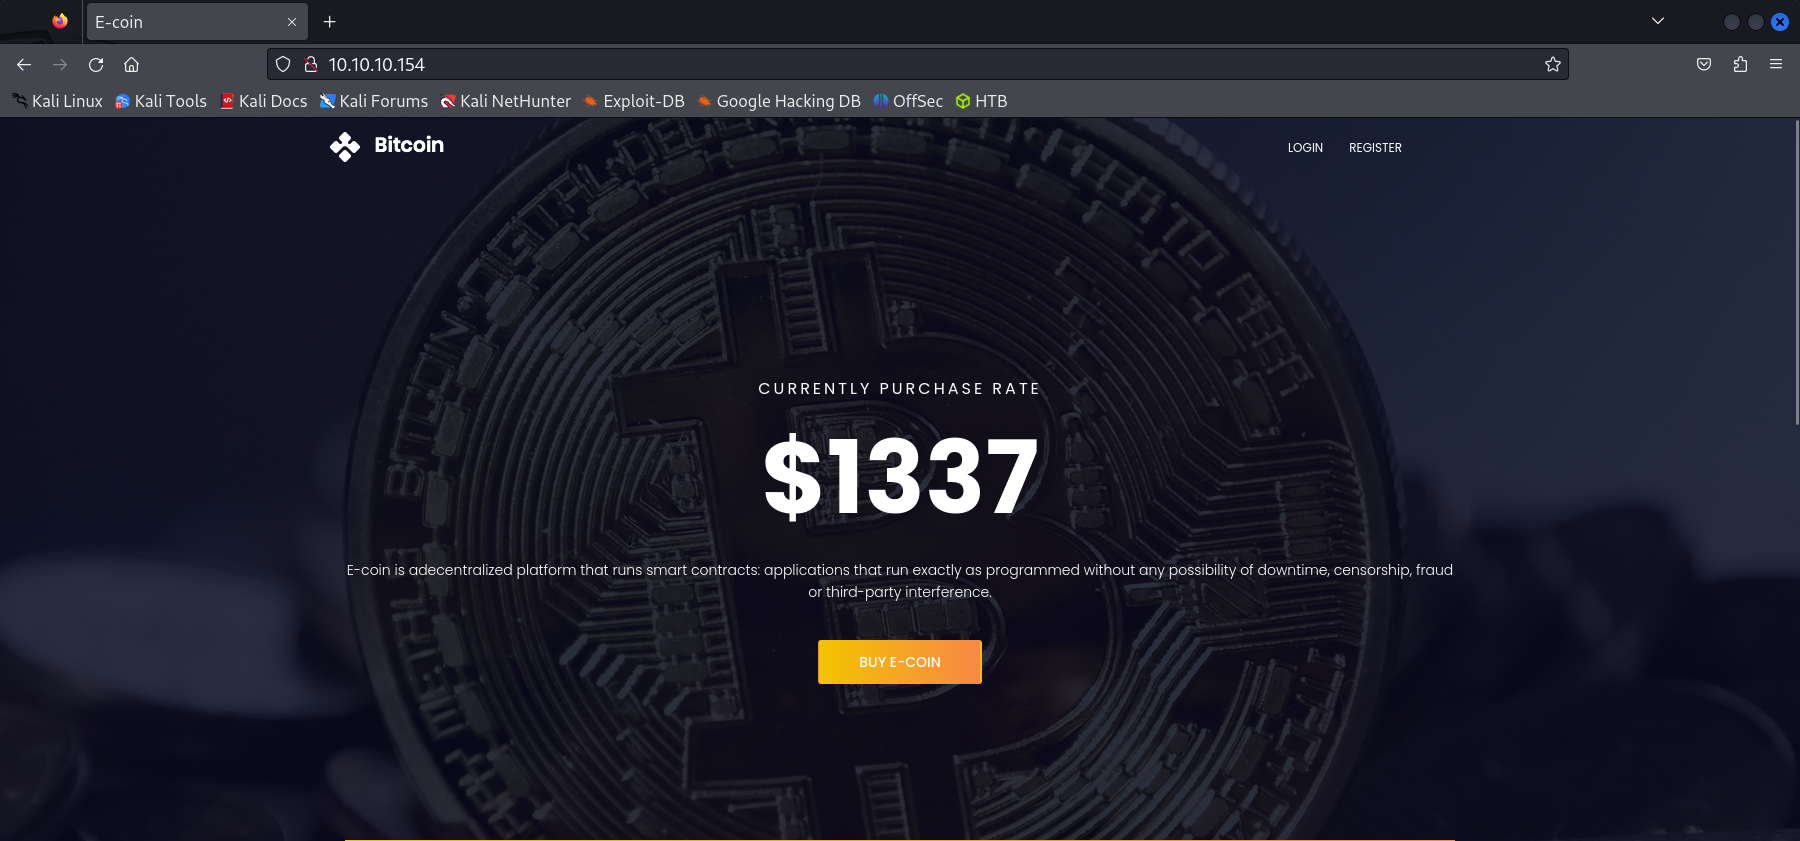 E-coin
10.10.10.154
Kali Linux Kali Tools Kali Docs Kali Forums Kali NetHunter Exploit-DB Google Hacking DB OffSec HTB
Bitcoin LOGIN REGISTER
CURRENTLY PURCHASE RATE
$1337
E-coin is adecentralized platform that runs smart contracts: applications that run exactly as programmed without any possibility of downtime, censorship, fraud
or third-party interference.
BUY E-COIN